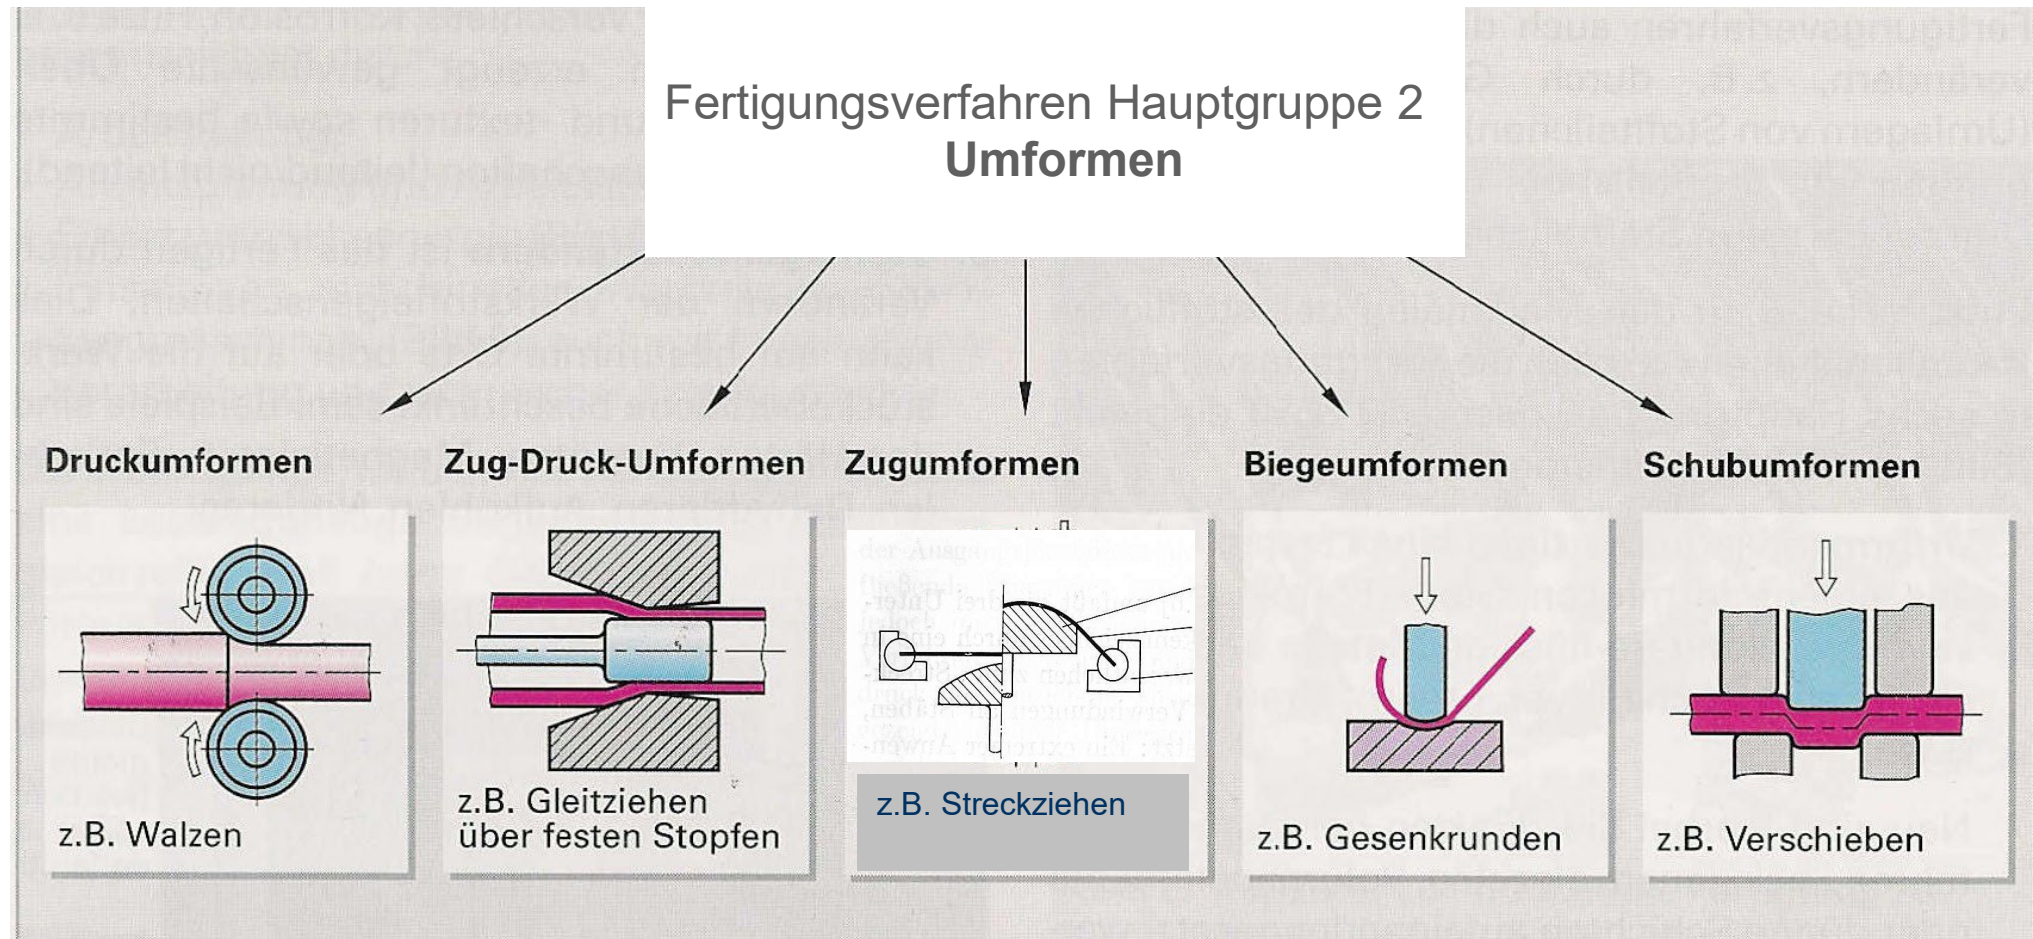 Fertigungsverfahren Hauptgruppe 2
Umformen
Druckumformen
z.B. Walzen
Zug-Druck-Umformen
z.B. Gleitziehen
über festen Stopfen
Zugumformen
z.B. Streckziehen
Biegeumformen
z.B. Gesenkrunden
Schubumformen
z.B. Verschieben